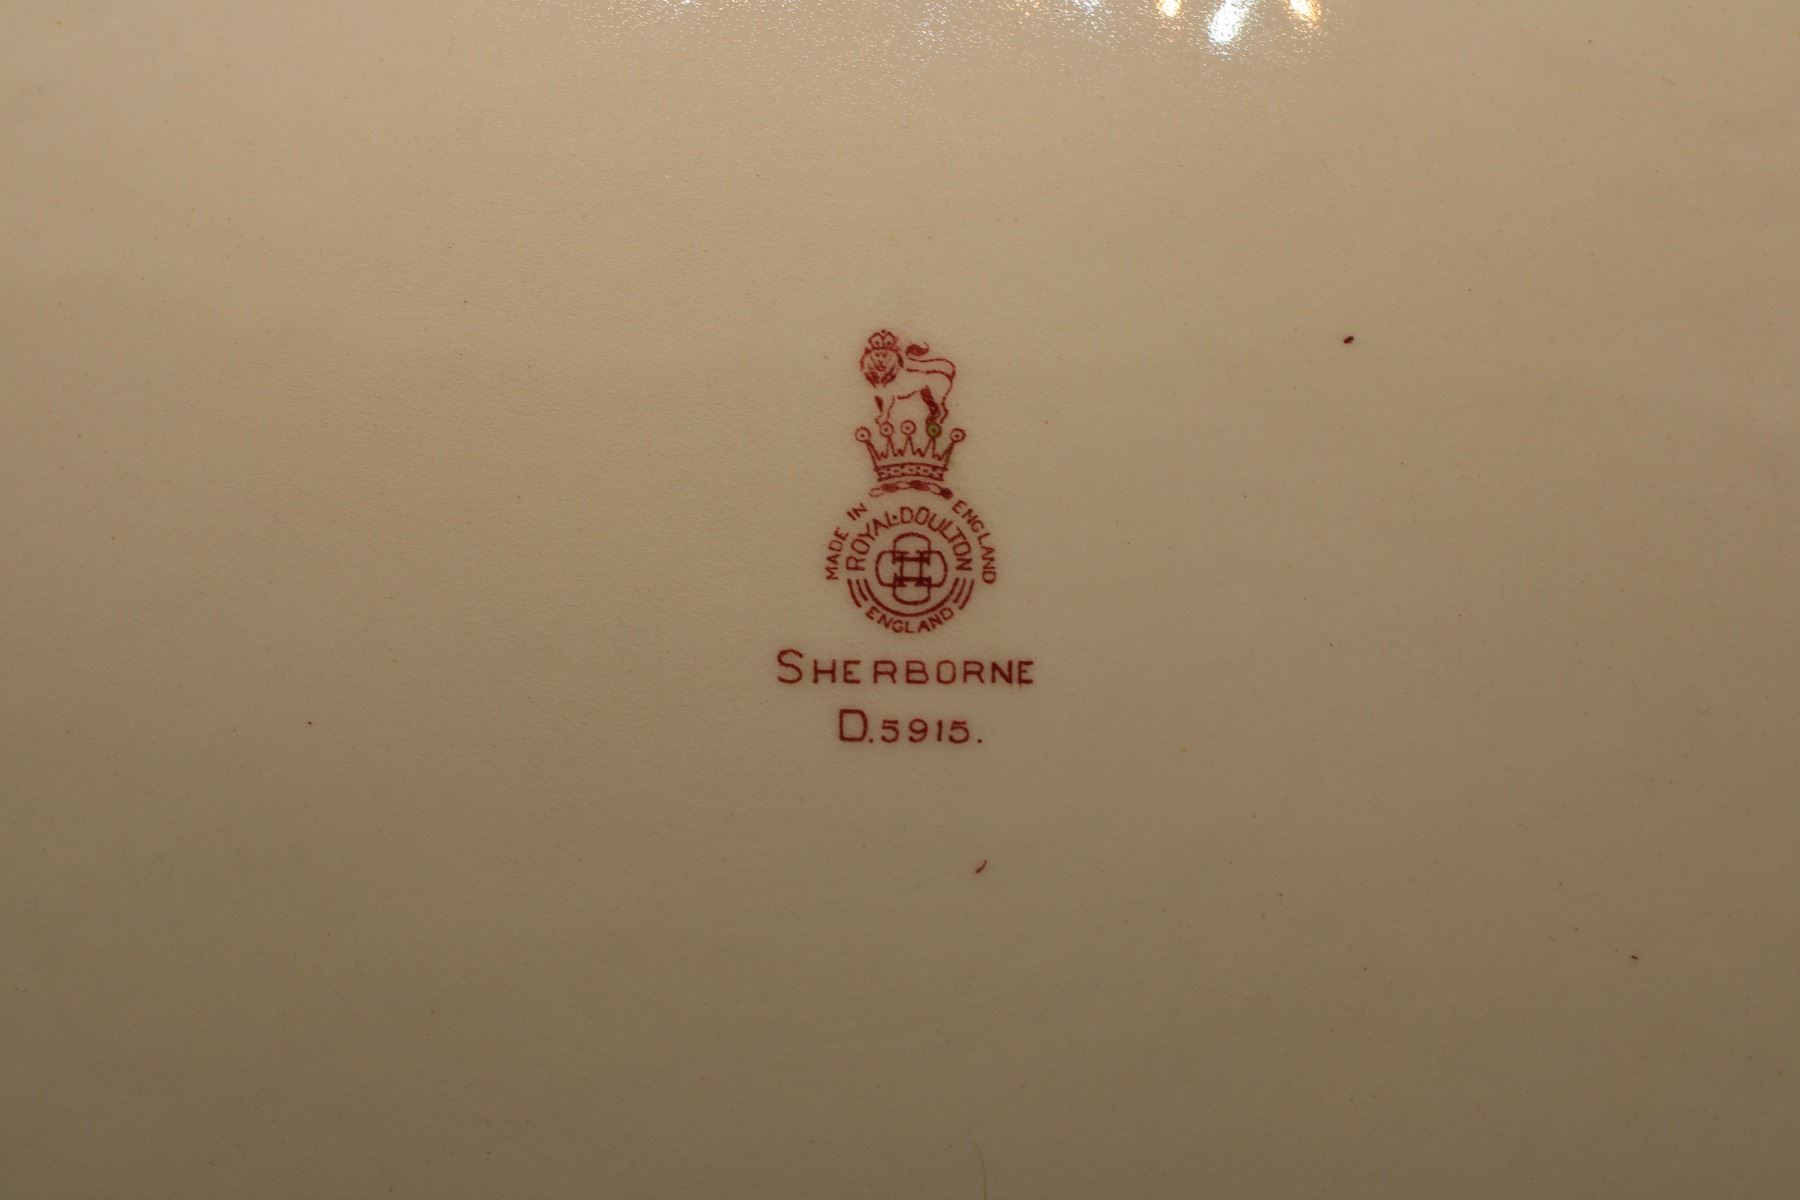 MADE IN ENGLAND
ROYAL·DOULTON
ENGLAND
SHERBORNE
D.5915.